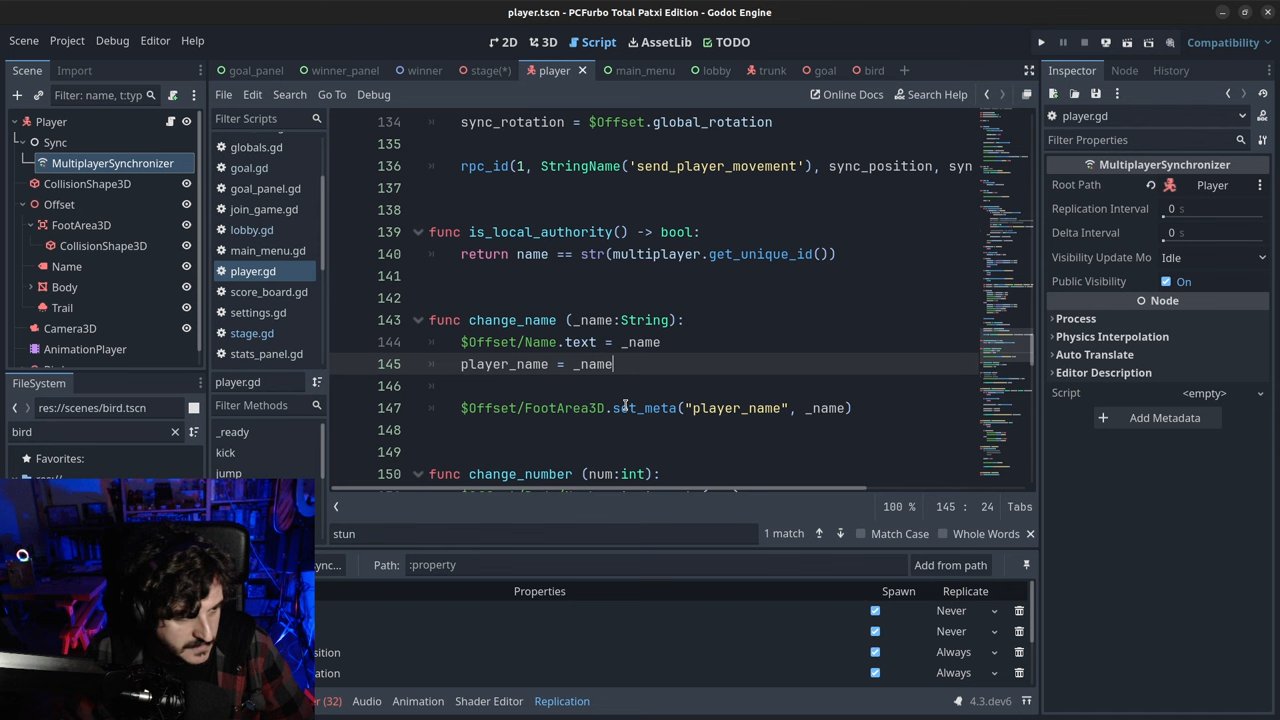 player.tscn - PCFurbo Total Patxi Edition - Godot Engine
Scene Project Debug Editor Help
2D 3D Script AssetLib TODO
Compatibility
Scene Import
goal_panel winner_panel winner stage(*) player main_menu lobby trunk goal bird
Inspector Node History
Filter: name, t:typ
File Edit Search Go To Debug
Online Docs Search Help
Player
Sync
MultiplayerSynchronizer
CollisionShape3D
Offset
FootArea3D
CollisionShape3D
Name
Body
Trail
Camera3D
AnimationPlayer
FileSystem
res://scenes/bird.tscn
bird
Favorites:
Filter Scripts
globals.gd
goal.gd
goal_panel.gd
join_game.gd
lobby.gd
main_menu.gd
player.gd
score_board.gd
settings.gd
stage.gd
stats_panel.gd
player.gd
Filter Methods
_ready
kick
jump
134 sync_rotation = $Offset.global_rotation
135
136 rpc_id(1, StringName('send_player_movement'), sync_position, syn
137
138
139 func is_local_authority() -> bool:
140 return name == str(multiplayer.get_unique_id())
141
142
143 func change_name (_name:String):
144 $Offset/Name.text = _name
145 player_name = _name
146
147 $Offset/FootArea3D.set_meta("player_name", _name)
148
149
150 func change_number (num:int):
100 % 145 : 24 Tabs
stun
1 match Match Case Whole Words
ync... Path: :property Add from path
Properties Spawn Replicate
Never
Never
Always
Always
(32) Audio Animation Shader Editor Replication
4.3.dev6
player.gd
Filter Properties
MultiplayerSynchronizer
Root Path Player
Replication Interval 0 s
Delta Interval 0 s
Visibility Update Mo Idle
Public Visibility On
Node
Process
Physics Interpolation
Auto Translate
Editor Description
Script <empty>
Add Metadata